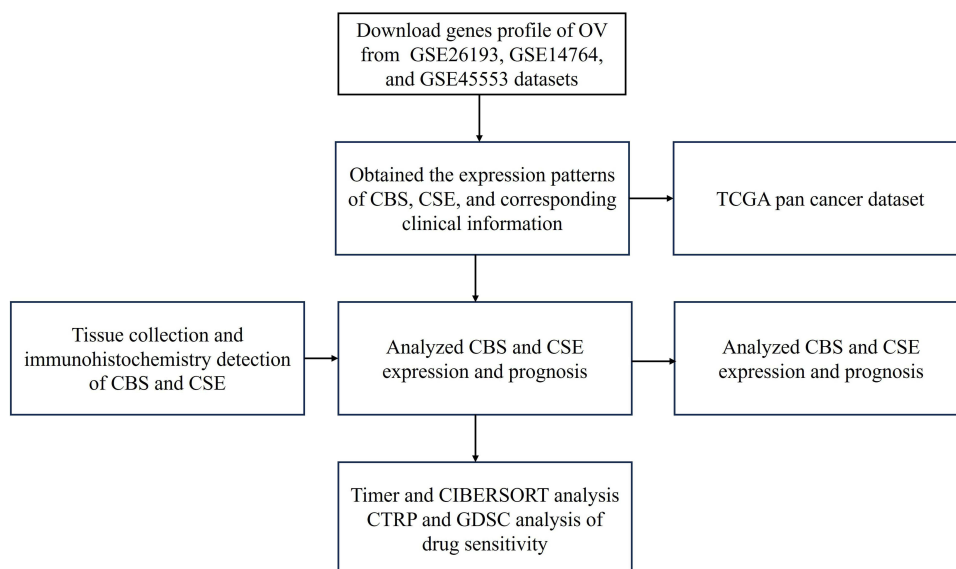 Download genes profile of OV
from GSE26193, GSE14764,
and GSE45553 datasets
Obtained the expression patterns
of CBS, CSE, and corresponding
clinical information
TCGA pan cancer dataset
Tissue collection and
immunohistochemistry detection
of CBS and CSE
Analyzed CBS and CSE
expression and prognosis
Analyzed CBS and CSE
expression and prognosis
Timer and CIBERSORT analysis
CTRP and GDSC analysis of
drug sensitivity